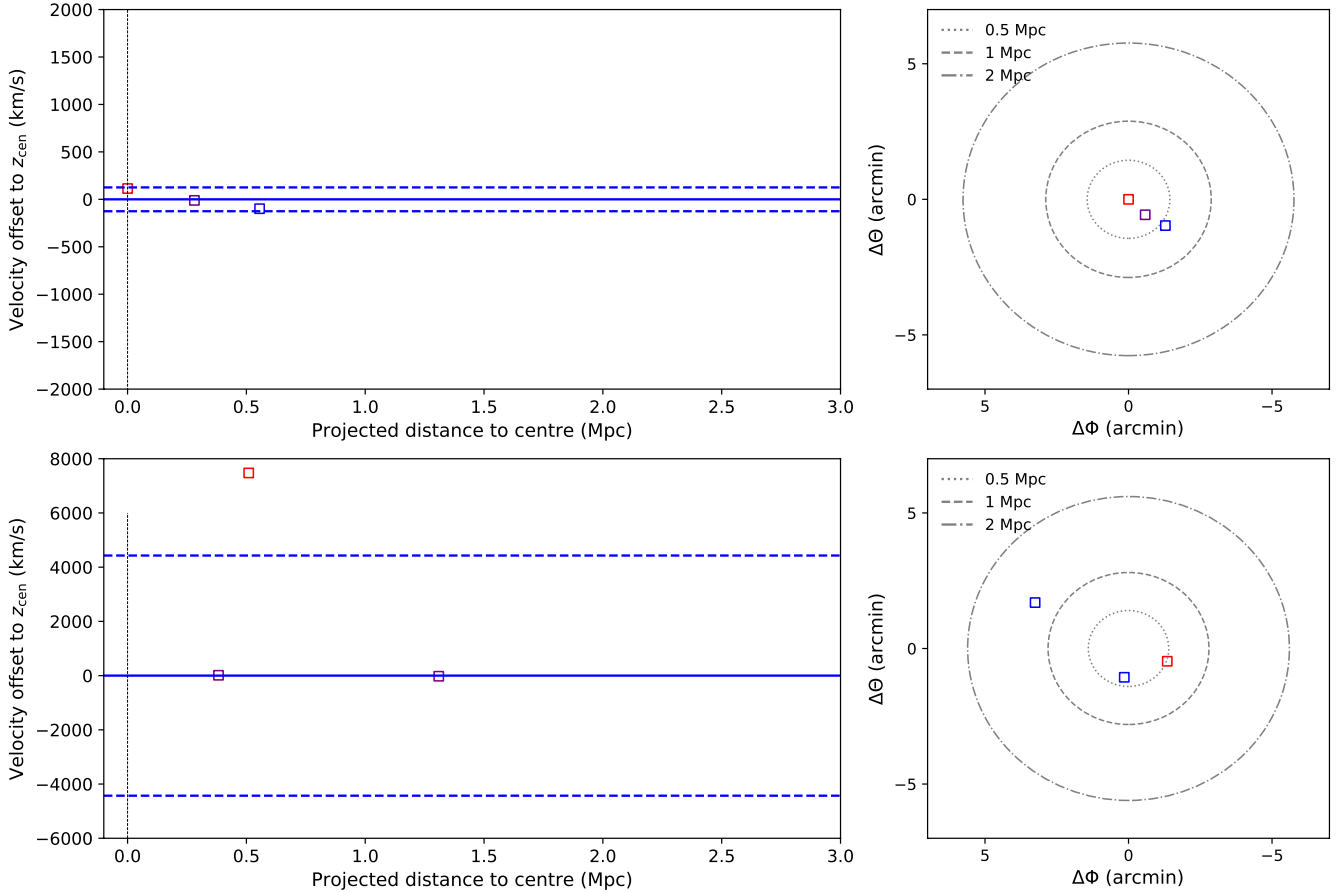 2000
1500
1000
500
0
−500
−1000
−1500
−2000
Velocity offset to z_cen (km/s)
0.0 0.5 1.0 1.5 2.0 2.5 3.0
Projected distance to centre (Mpc)
0.5 Mpc
1 Mpc
2 Mpc
5
0
−5
ΔΘ (arcmin)
5 0 −5
ΔΦ (arcmin)
8000
6000
4000
2000
0
−2000
−4000
−6000
Velocity offset to z_cen (km/s)
0.0 0.5 1.0 1.5 2.0 2.5 3.0
Projected distance to centre (Mpc)
0.5 Mpc
1 Mpc
2 Mpc
5
0
−5
ΔΘ (arcmin)
5 0 −5
ΔΦ (arcmin)